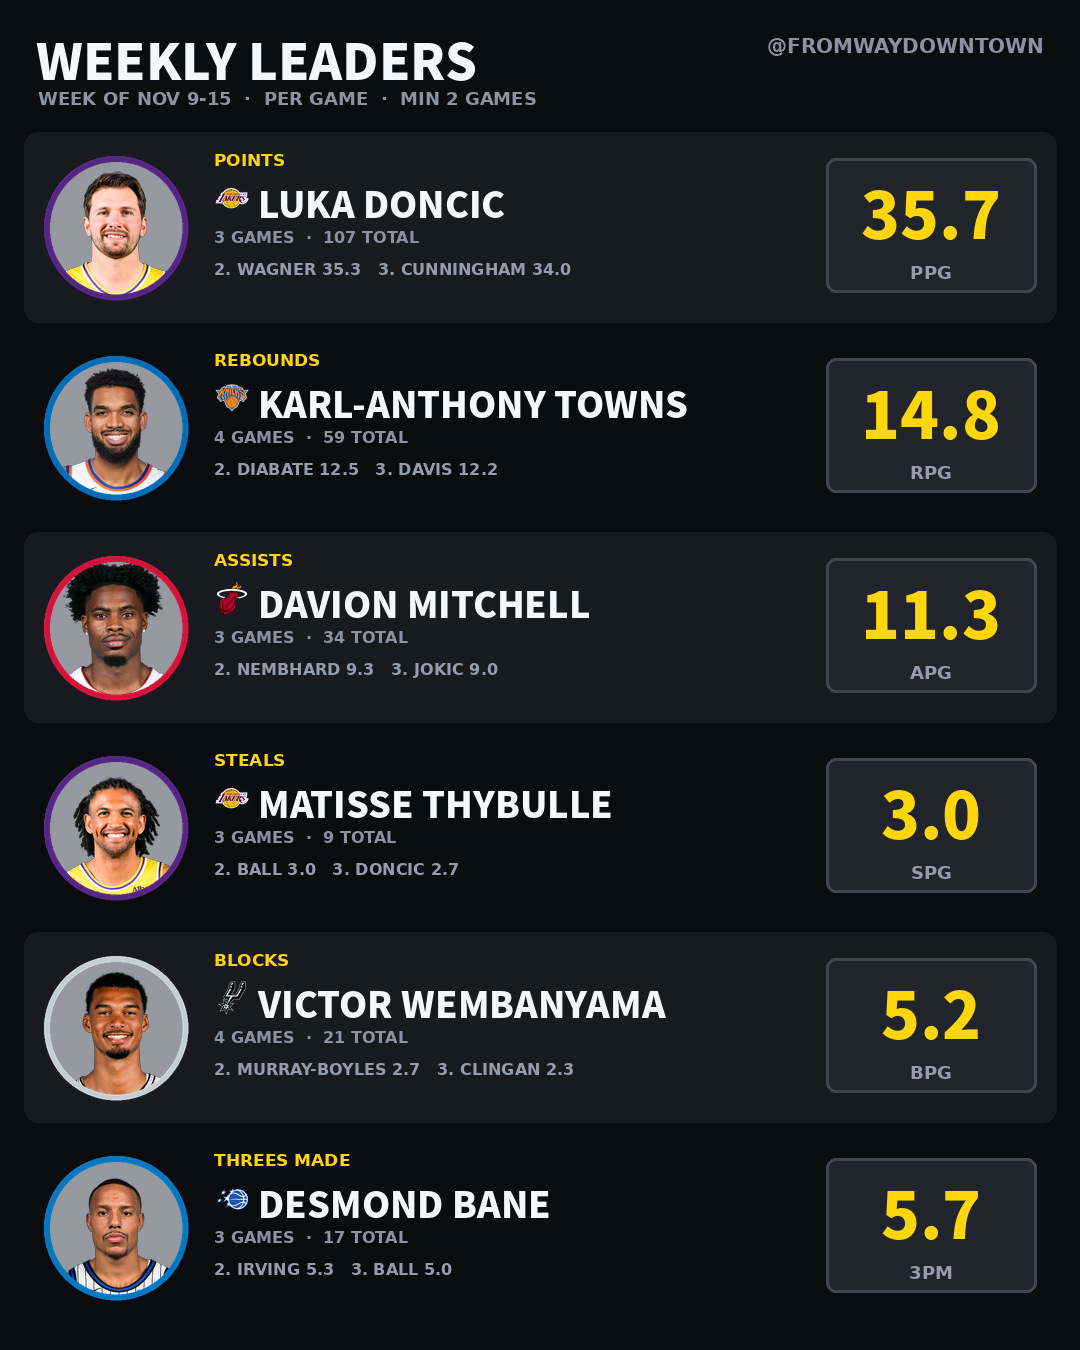 WEEKLY LEADERS
@FROMWAYDOWNTOWN
WEEK OF NOV 9-15 · PER GAME · MIN 2 GAMES
POINTS
LAKERS
LUKA DONCIC
3 GAMES · 107 TOTAL
2. WAGNER 35.3 3. CUNNINGHAM 34.0
35.7
PPG
REBOUNDS
KARL-ANTHONY TOWNS
4 GAMES · 59 TOTAL
2. DIABATE 12.5 3. DAVIS 12.2
14.8
RPG
ASSISTS
DAVION MITCHELL
3 GAMES · 34 TOTAL
2. NEMBHARD 9.3 3. JOKIC 9.0
11.3
APG
STEALS
LAKERS
MATISSE THYBULLE
3 GAMES · 9 TOTAL
2. BALL 3.0 3. DONCIC 2.7
3.0
SPG
BLOCKS
VICTOR WEMBANYAMA
4 GAMES · 21 TOTAL
2. MURRAY-BOYLES 2.7 3. CLINGAN 2.3
5.2
BPG
THREES MADE
DESMOND BANE
3 GAMES · 17 TOTAL
2. IRVING 5.3 3. BALL 5.0
5.7
3PM